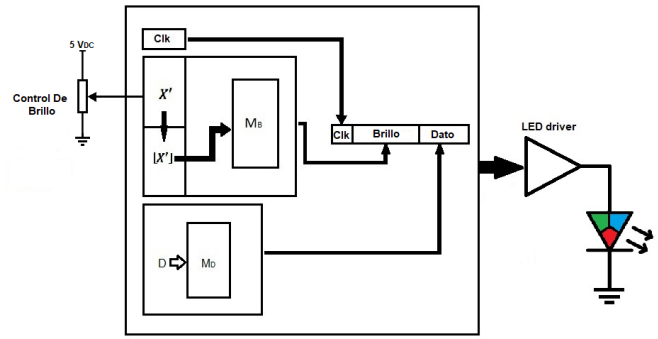 5 VDC
Control De
Brillo
Clk
X'
⌊X'⌋
MB
Clk Brillo Dato
D
MD
LED driver